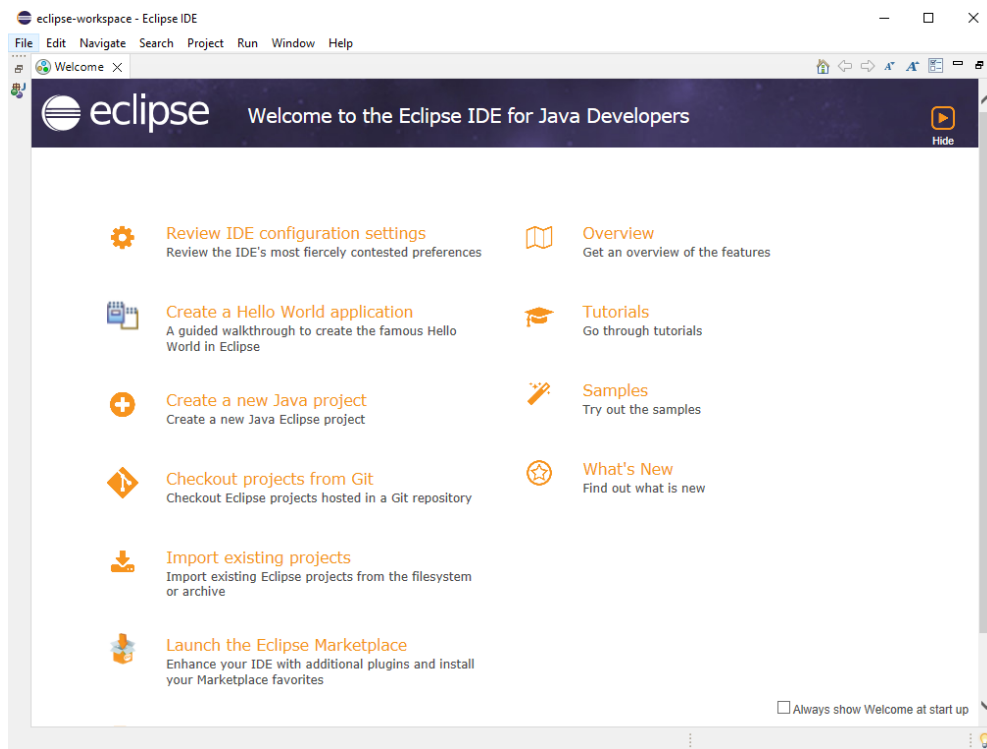 eclipse-workspace - Eclipse IDE
File Edit Navigate Search Project Run Window Help
Welcome
eclipse Welcome to the Eclipse IDE for Java Developers
Hide
Review IDE configuration settings
Review the IDE's most fiercely contested preferences
Create a Hello World application
A guided walkthrough to create the famous Hello
World in Eclipse
Create a new Java project
Create a new Java Eclipse project
Checkout projects from Git
Checkout Eclipse projects hosted in a Git repository
Import existing projects
Import existing Eclipse projects from the filesystem
or archive
Launch the Eclipse Marketplace
Enhance your IDE with additional plugins and install
your Marketplace favorites
Overview
Get an overview of the features
Tutorials
Go through tutorials
Samples
Try out the samples
What's New
Find out what is new
Always show Welcome at start up